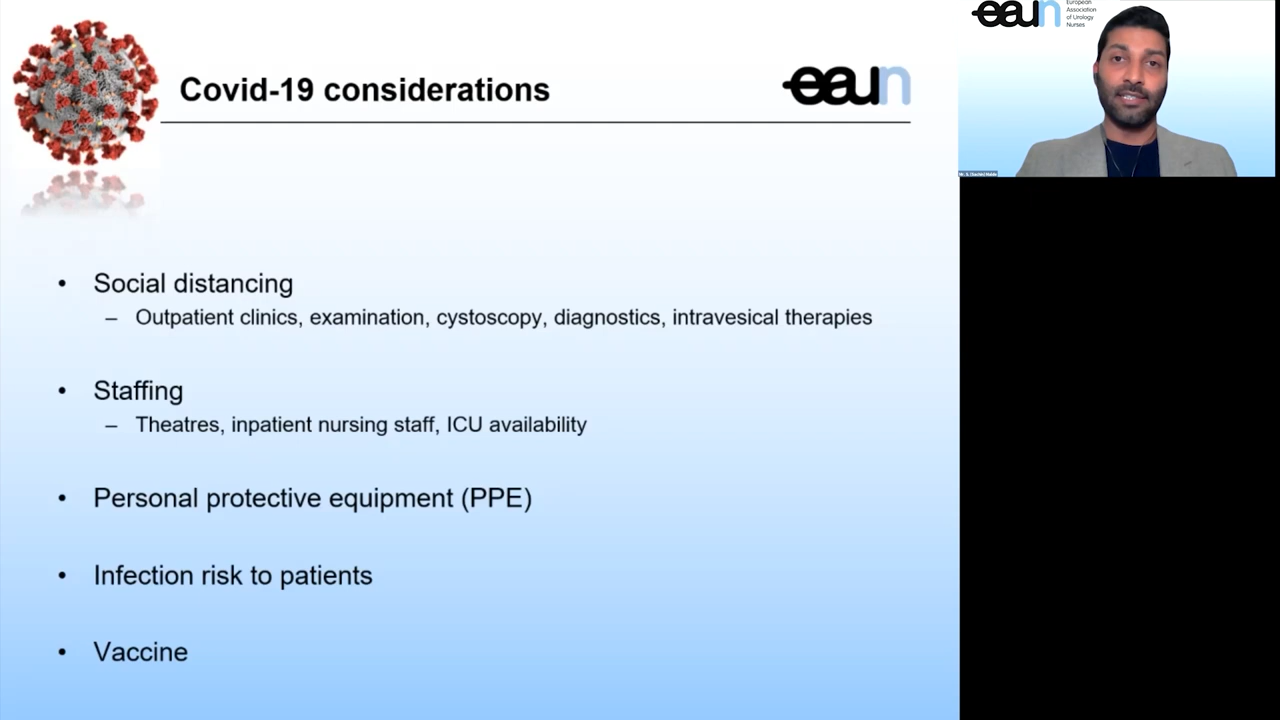 Covid-19 considerations
eaun
• Social distancing
– Outpatient clinics, examination, cystoscopy, diagnostics, intravesical therapies
• Staffing
– Theatres, inpatient nursing staff, ICU availability
• Personal protective equipment (PPE)
• Infection risk to patients
• Vaccine
eaun
European
Association
of Urology
Nurses